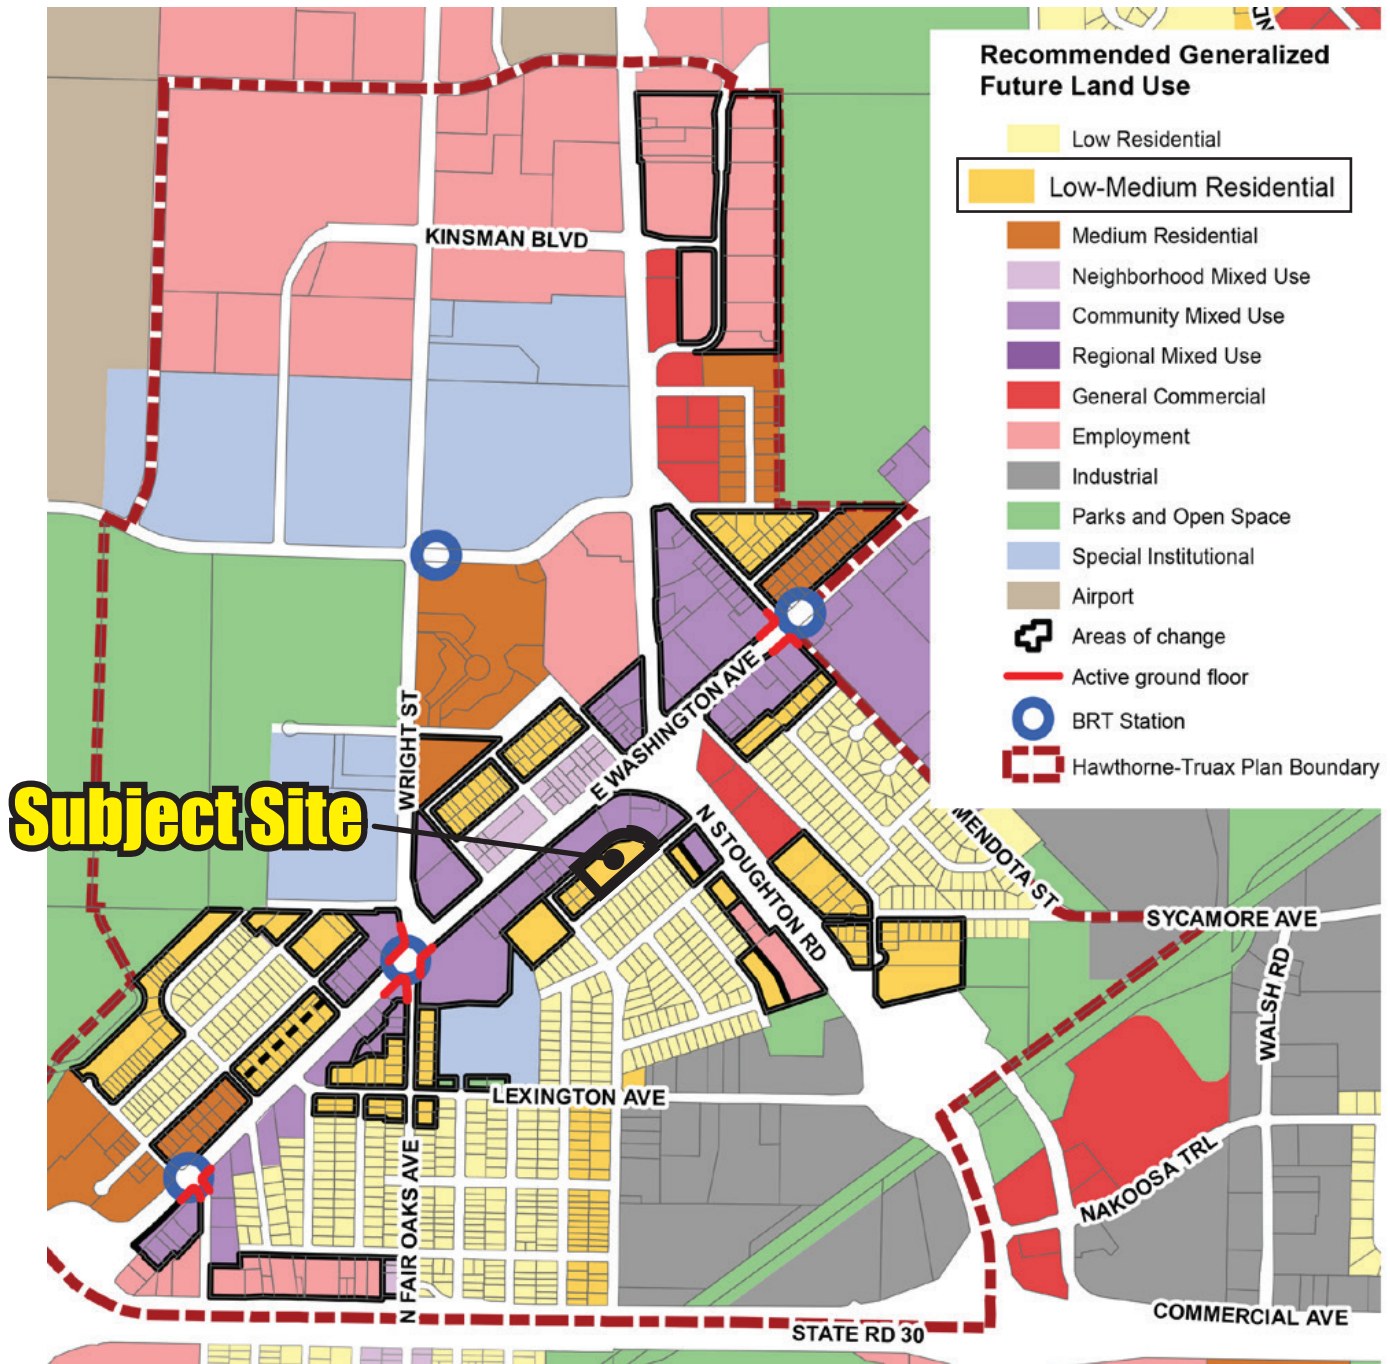 ND
Recommended Generalized
Future Land Use
Low Residential
Low-Medium Residential
Medium Residential
Neighborhood Mixed Use
Community Mixed Use
Regional Mixed Use
General Commercial
Employment
Industrial
Parks and Open Space
Special Institutional
Airport
Areas of change
Active ground floor
BRT Station
Hawthorne-Truax Plan Boundary
KINSMAN BLVD
WRIGHT ST
E WASHINGTON AVE
Subject Site
N STOUGHTON RD
MENDOTA ST
SYCAMORE AVE
WALSH RD
LEXINGTON AVE
N FAIR OAKS AVE
NAKOOSA TRL
COMMERCIAL AVE
STATE RD 30